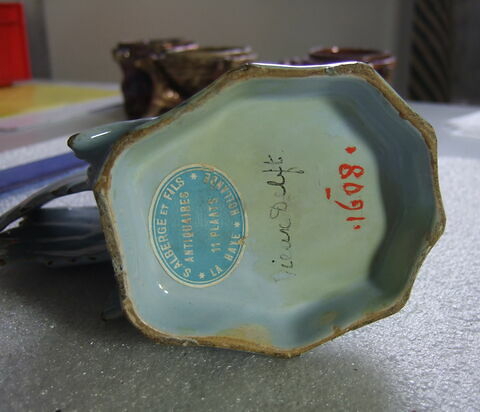 S. ALBERGE ET FILS
ANTIQUAIRES
11 PLAATS
LA HAYE * HOLLANDE
Vieux Delft.
1608